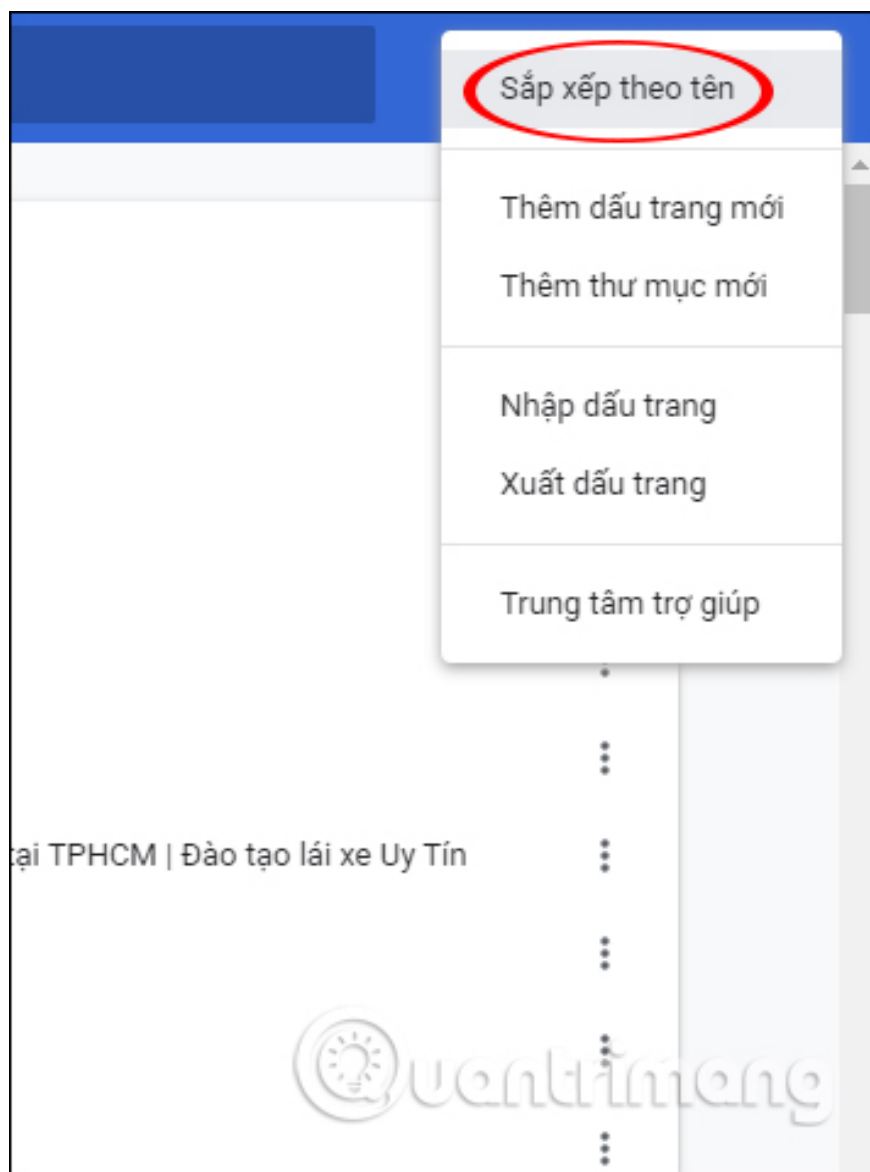 Sắp xếp theo tên
Thêm dấu trang mới
Thêm thư mục mới
Nhập dấu trang
Xuất dấu trang
Trung tâm trợ giúp
tại TPHCM | Đào tạo lái xe Uy Tín
Quantrimang